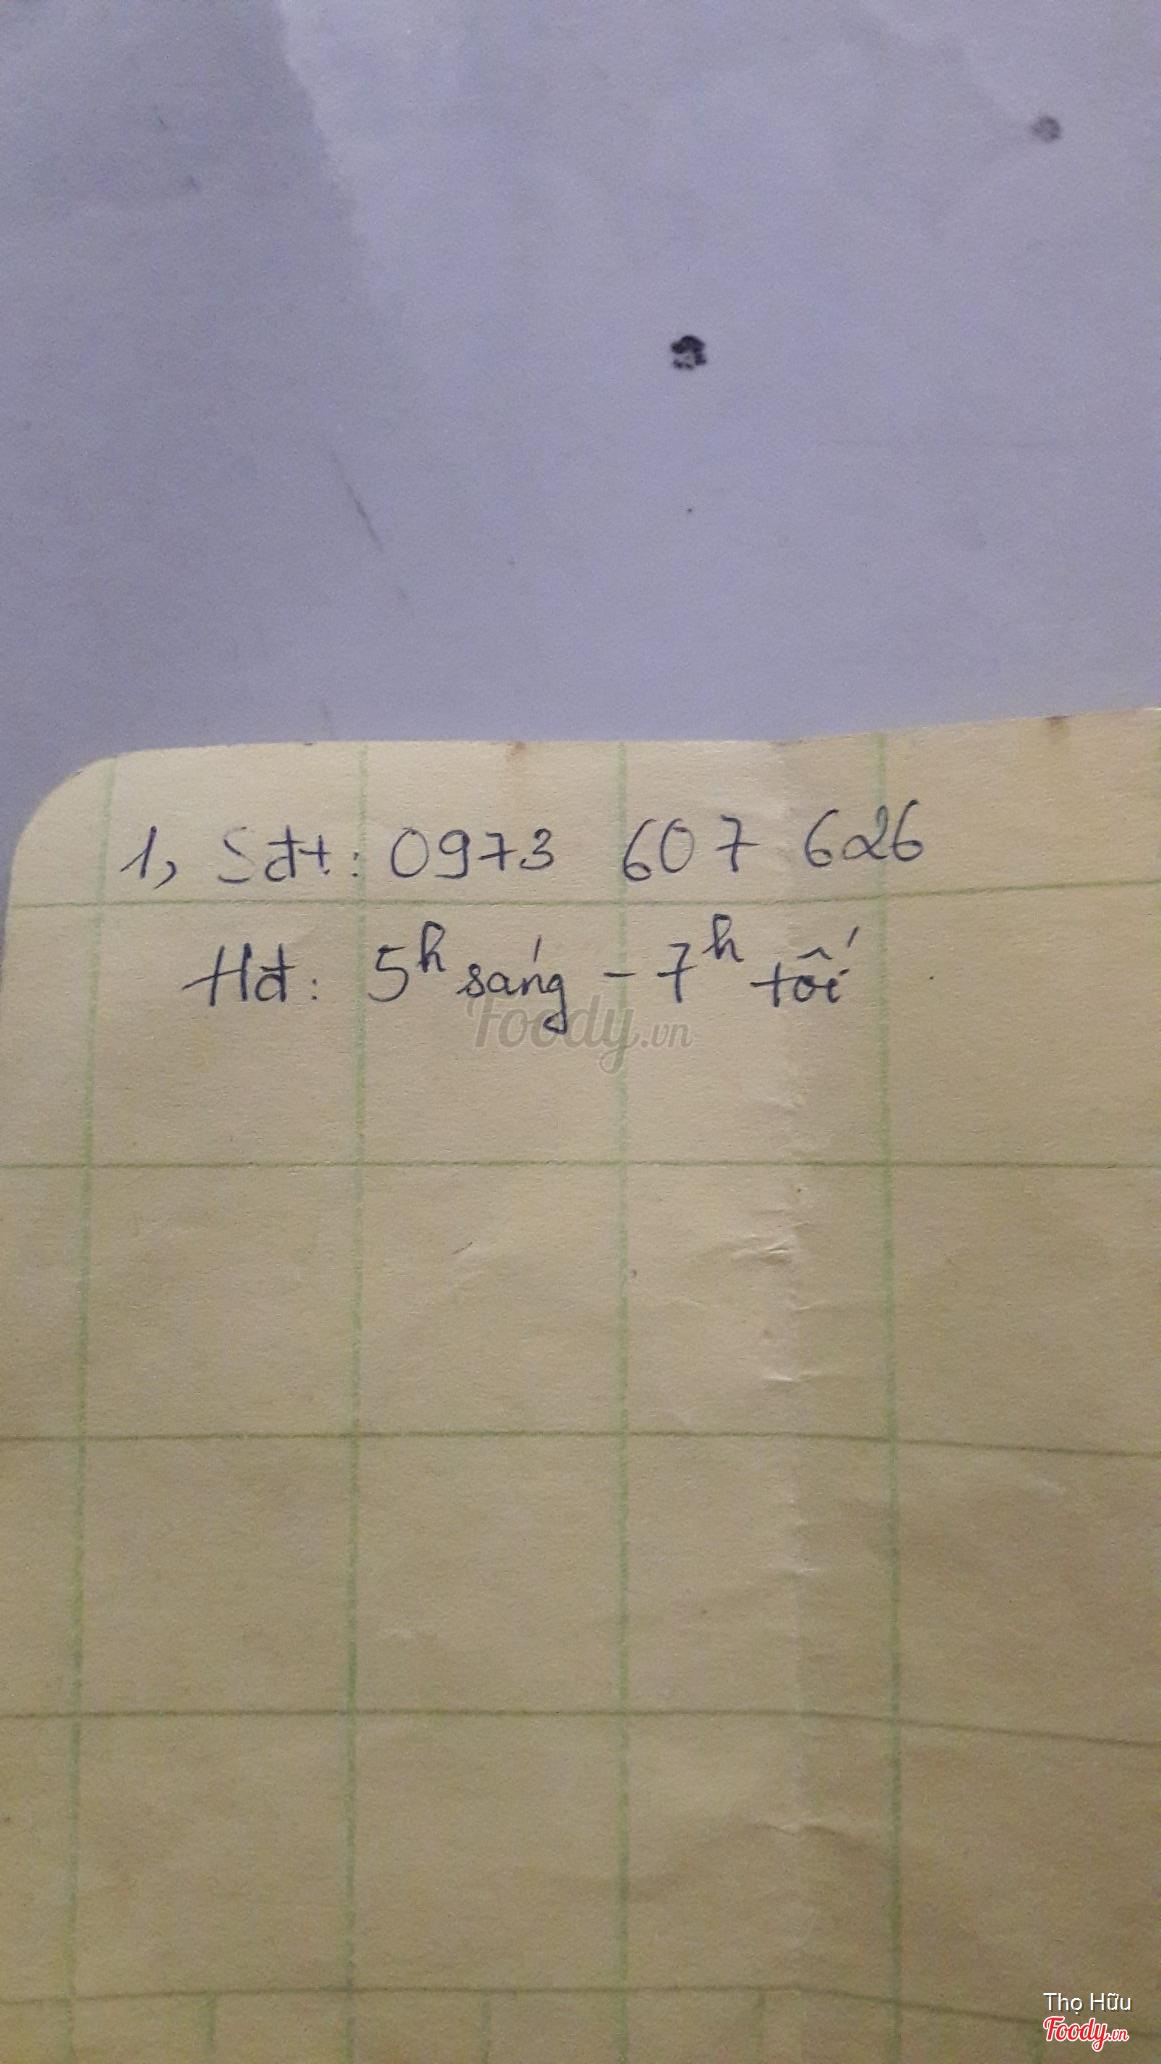 1, Sđt: 0973 607 626
Hđ: 5h sáng - 7h tối
Foody.vn
Thọ Hữu
Foody.vn